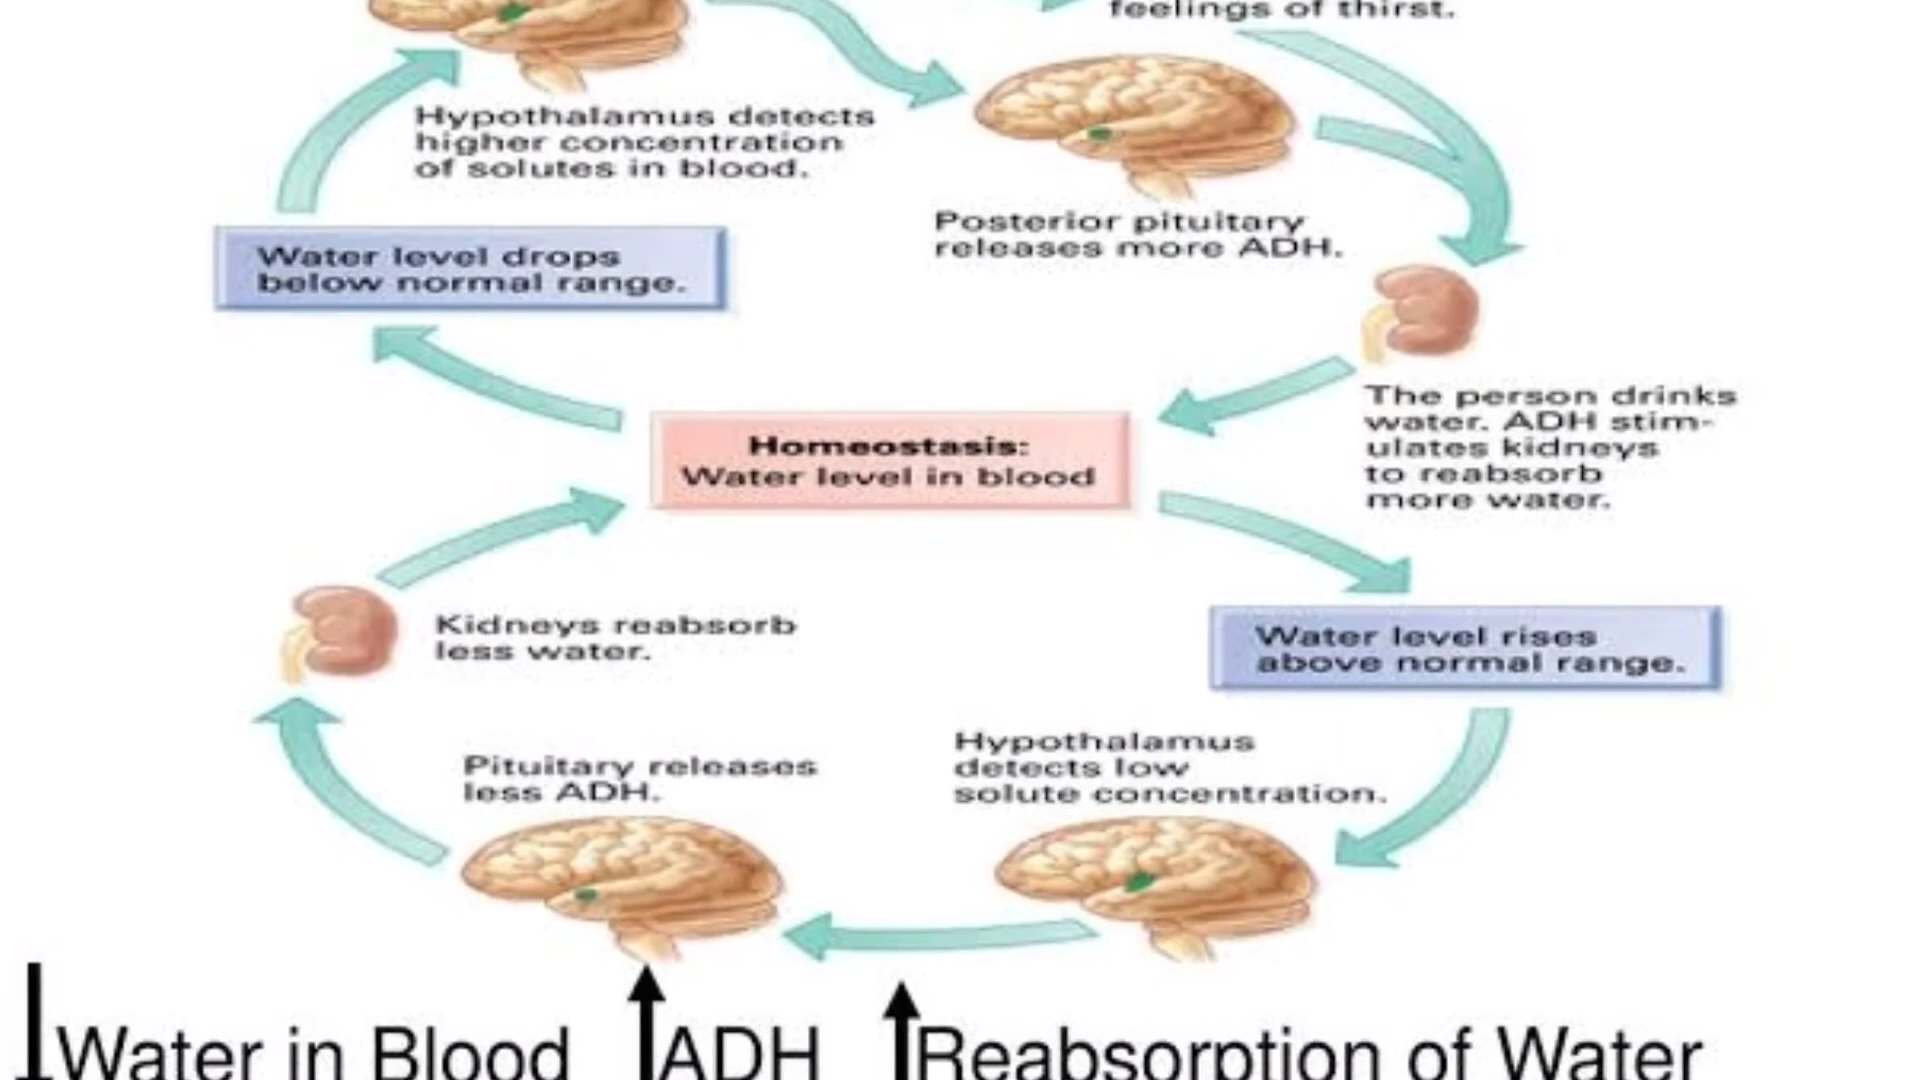 feelings of thirst.
Hypothalamus detects
higher concentration
of solutes in blood.
Posterior pituitary
releases more ADH.
Water level drops
below normal range.
The person drinks
water. ADH stim-
ulates kidneys
to reabsorb
more water.
Homeostasis:
Water level in blood
Kidneys reabsorb
less water.
Water level rises
above normal range.
Hypothalamus
detects low
solute concentration.
Pituitary releases
less ADH.
Water in Blood ADH Reabsorption of Water